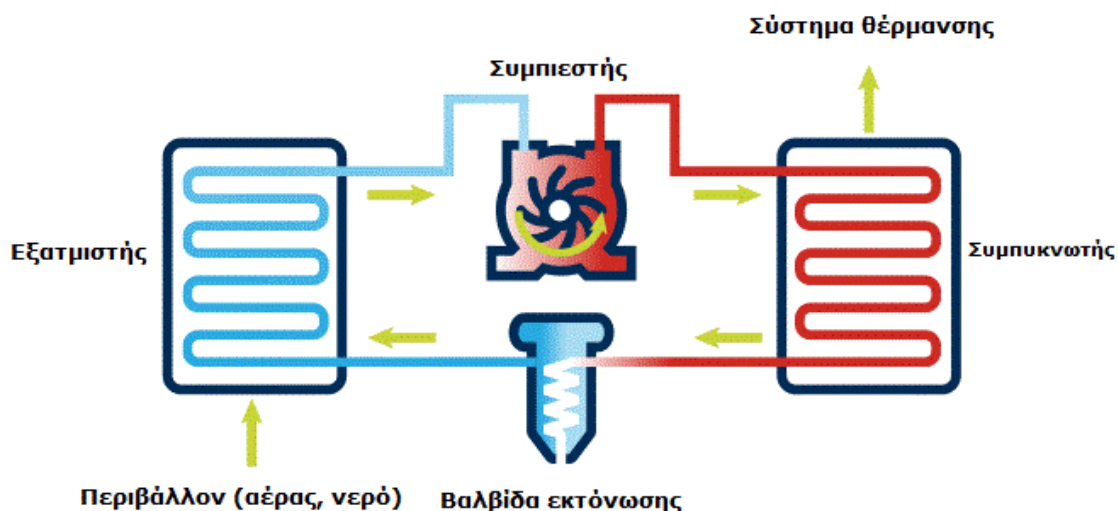 Σύστημα θέρμανσης
Συμπιεστής
Εξατμιστής
Συμπυκνωτής
Περιβάλλον (αέρας, νερό)
Βαλβίδα εκτόνωσης